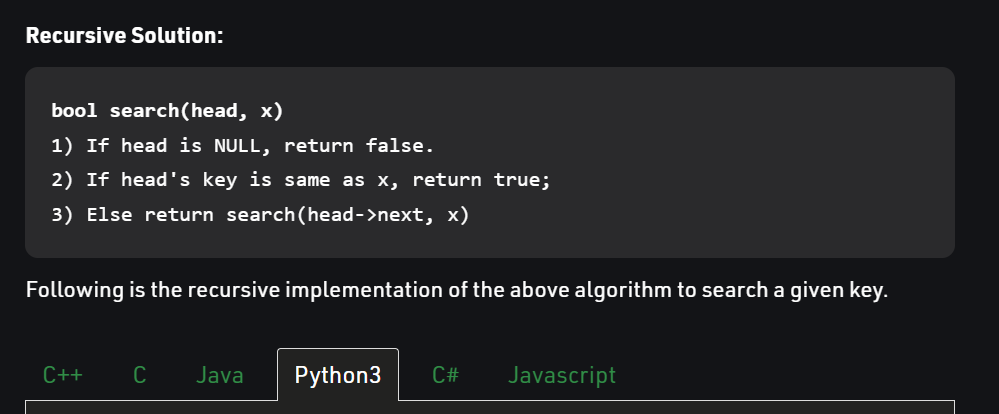 Recursive Solution:
bool search(head, x)
1) If head is NULL, return false.
2) If head's key is same as x, return true;
3) Else return search(head->next, x)
Following is the recursive implementation of the above algorithm to search a given key.
C++ C Java Python3 C# Javascript